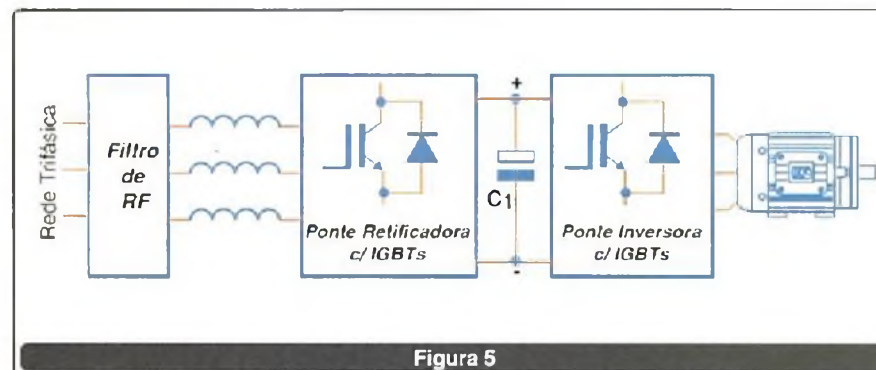 Rede Trifásica
Filtro
de
RF
Ponte Retificadora
c/ IGBTs
+
C1
-
Ponte Inversora
c/ IGBTs
Figura 5